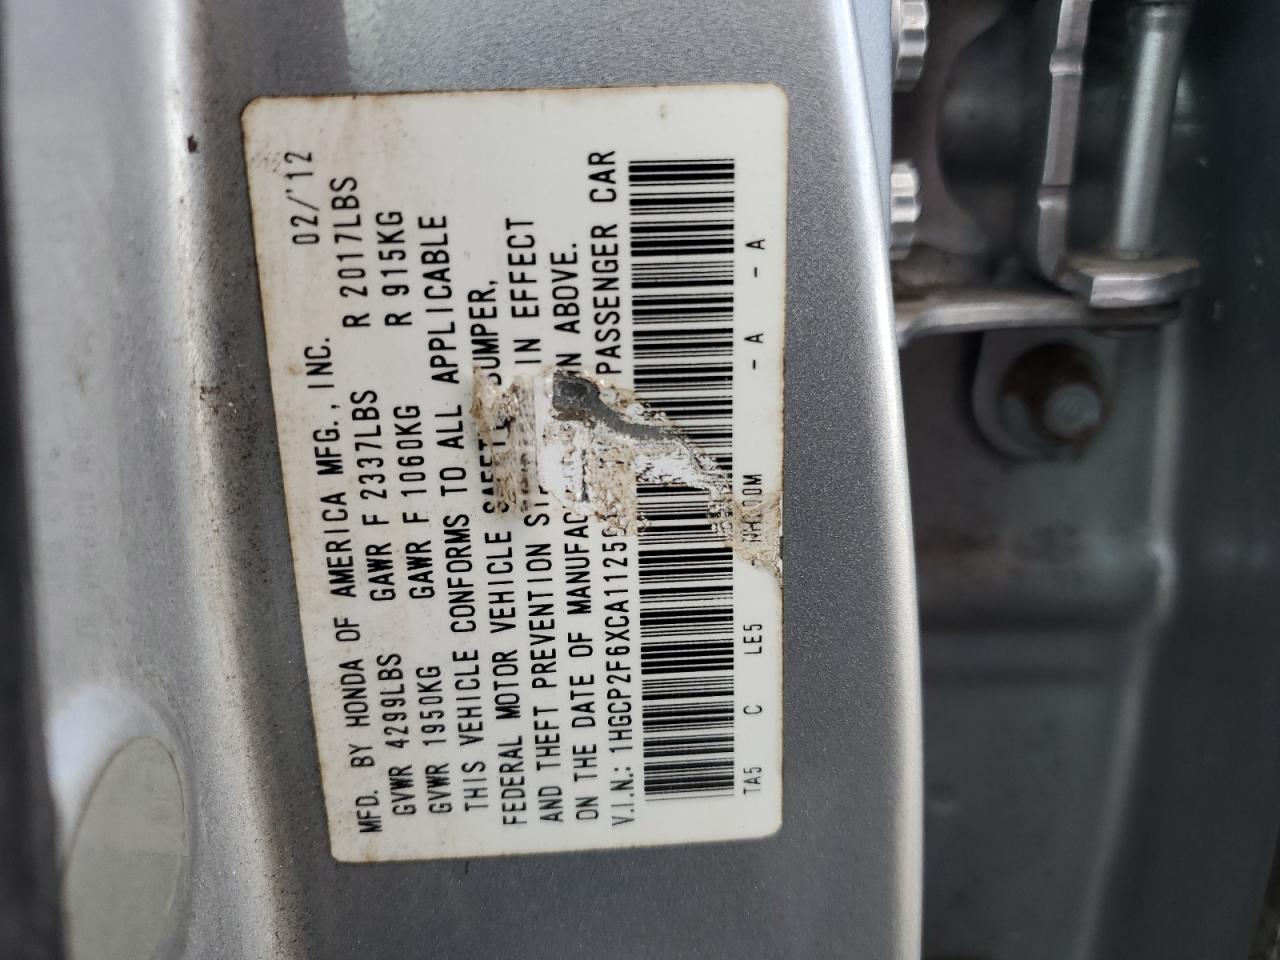 MFD. BY HONDA OF AMERICA MFG., INC. 02/'12
GVWR 4299LBS GAWR F 2337LBS R 2017LBS
GVWR 1950KG GAWR F 1060KG R 915KG
THIS VEHICLE CONFORMS TO ALL APPLICABLE
FEDERAL MOTOR VEHICLE SAFETY BUMPER,
AND THEFT PREVENTION IN EFFECT
ON THE DATE OF ABOVE.
V.I.N.: 1HGCP2F6XCA1125 PASSENGER CAR
TA5 C LE5 -A -A